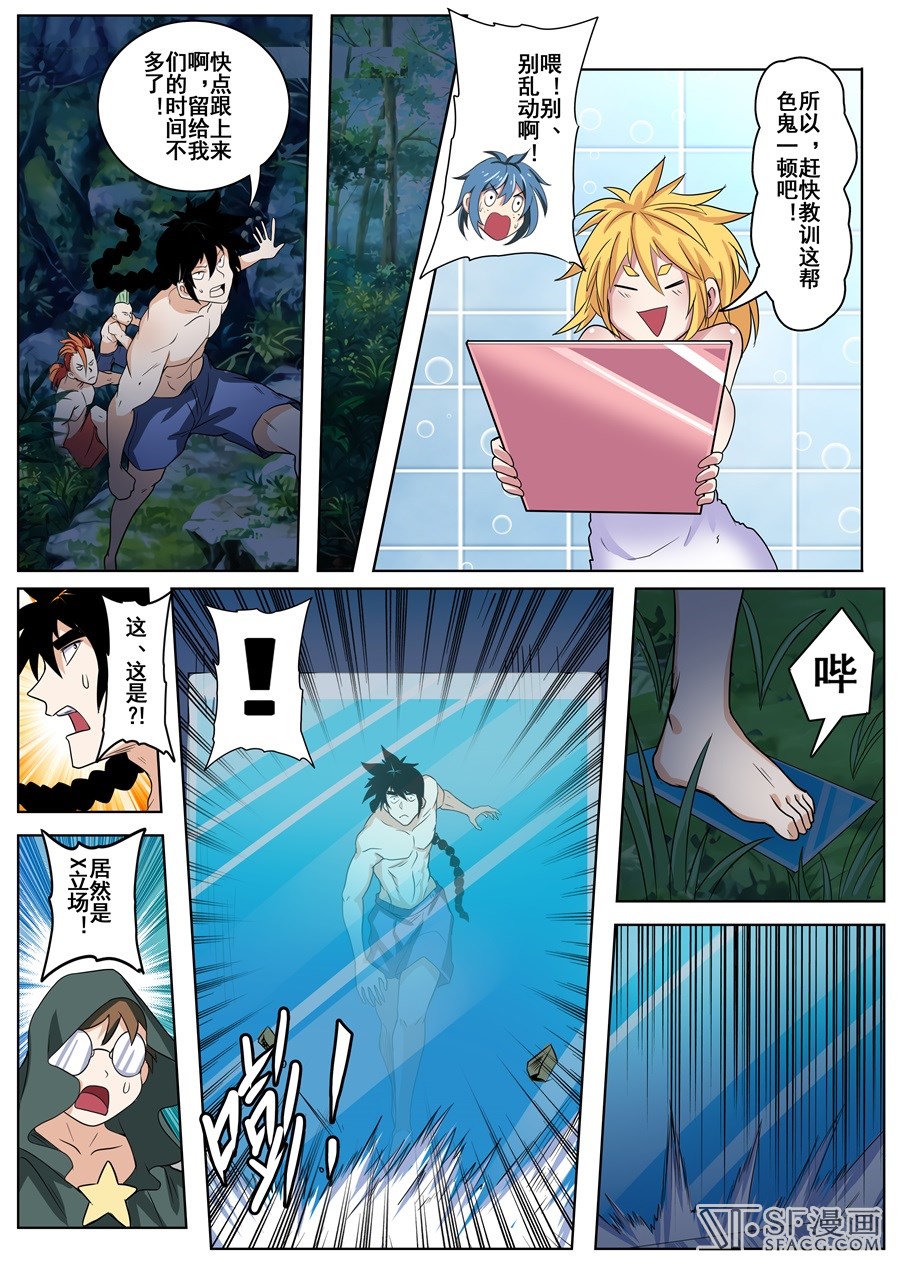 所以，赶快教训这帮
色鬼一顿吧！
喂！别、
别乱动啊！
快点跟上来
啊，留给我
们的时间不
多了！
哔
！
嘭！
这、这是?!
居然是
X立场！
SF漫画
SFACG.COM